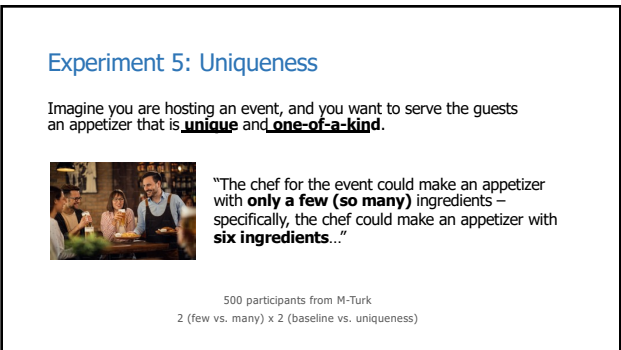 Experiment 5: Uniqueness
Imagine you are hosting an event, and you want to serve the guests
an appetizer that is unique and one-of-a-kind.
“The chef for the event could make an appetizer
with only a few (so many) ingredients –
specifically, the chef could make an appetizer with
six ingredients…”
500 participants from M-Turk
2 (few vs. many) x 2 (baseline vs. uniqueness)